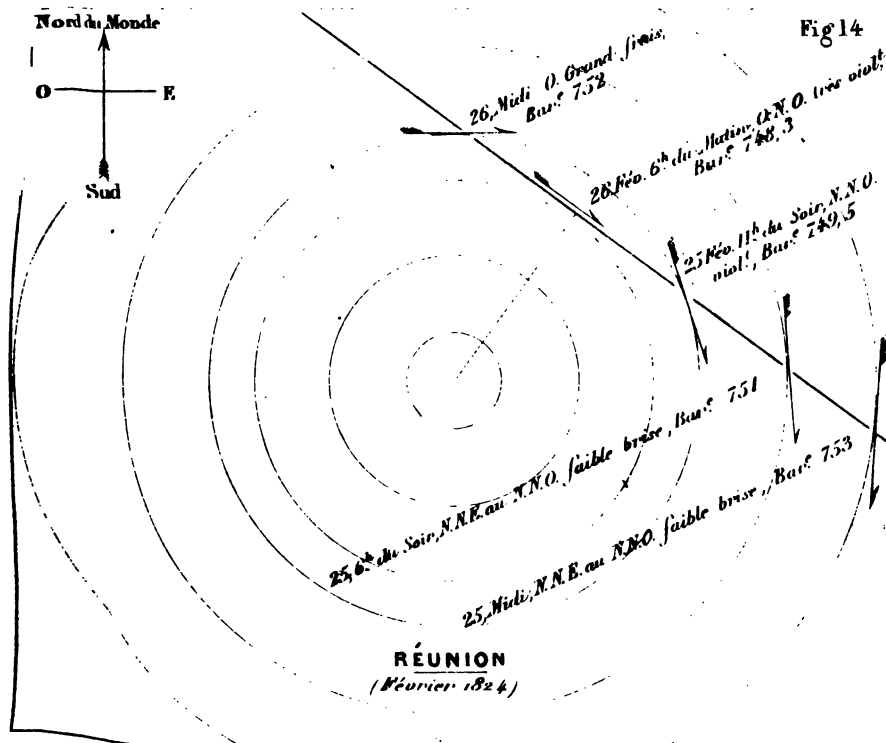 Nord du Monde
Fig 14
O
E
Sud
26, Midi O. Grand frais,
Bar.e 752
26 Fév. 6h du Matin, O.N.O. très violt,
Bar.e 748,3
25 Fév. 11h du Soir, N.N.O.
violt, Bar.e 749,5
25, 6h du Soir, N.N.E. au N.N.O. faible brise, Bar.e 751
25, Midi, N.N.E. au N.N.O. faible brise, Bar.e 753
RÉUNION
(Février 1824)